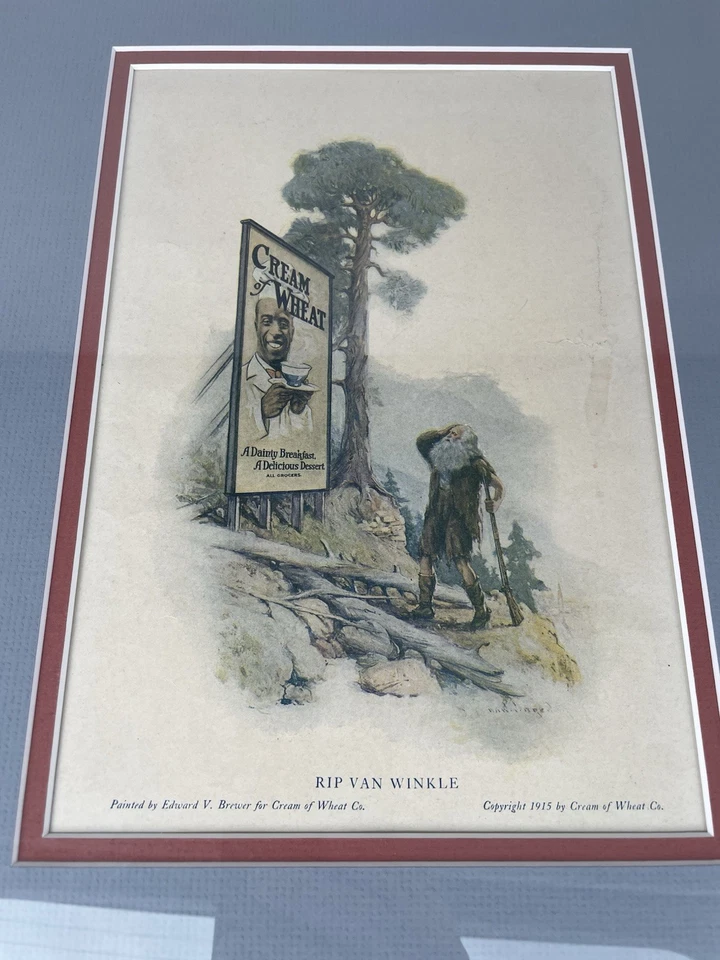 CREAM
of WHEAT
A Dainty Breakfast,
A Delicious Dessert
ALL GROCERS.
RIP VAN WINKLE
Painted by Edward V. Brewer for Cream of Wheat Co.
Copyright 1915 by Cream of Wheat Co.